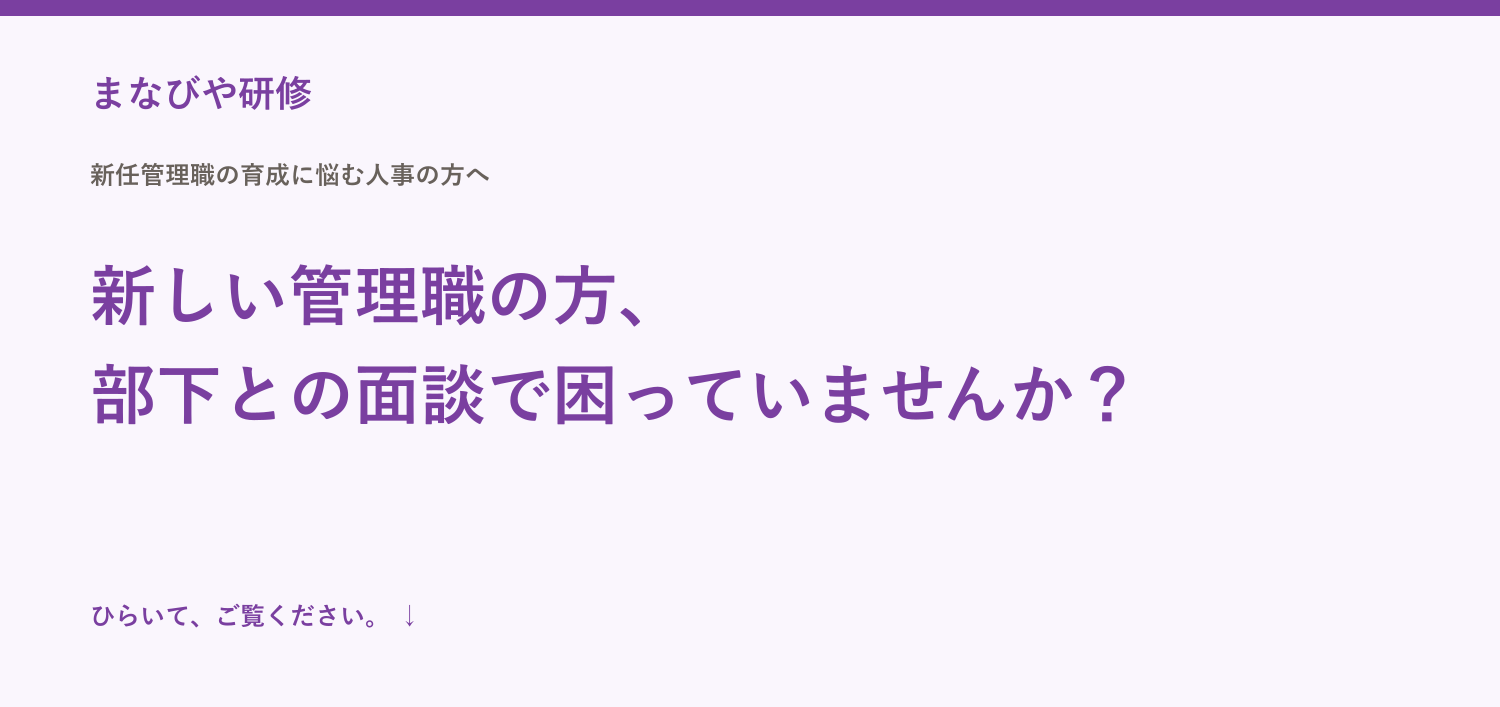 まなびや研修
新任管理職の育成に悩む人事の方へ
新しい管理職の方、
部下との面談で困っていませんか？
ひらいて、ご覧ください。 ↓